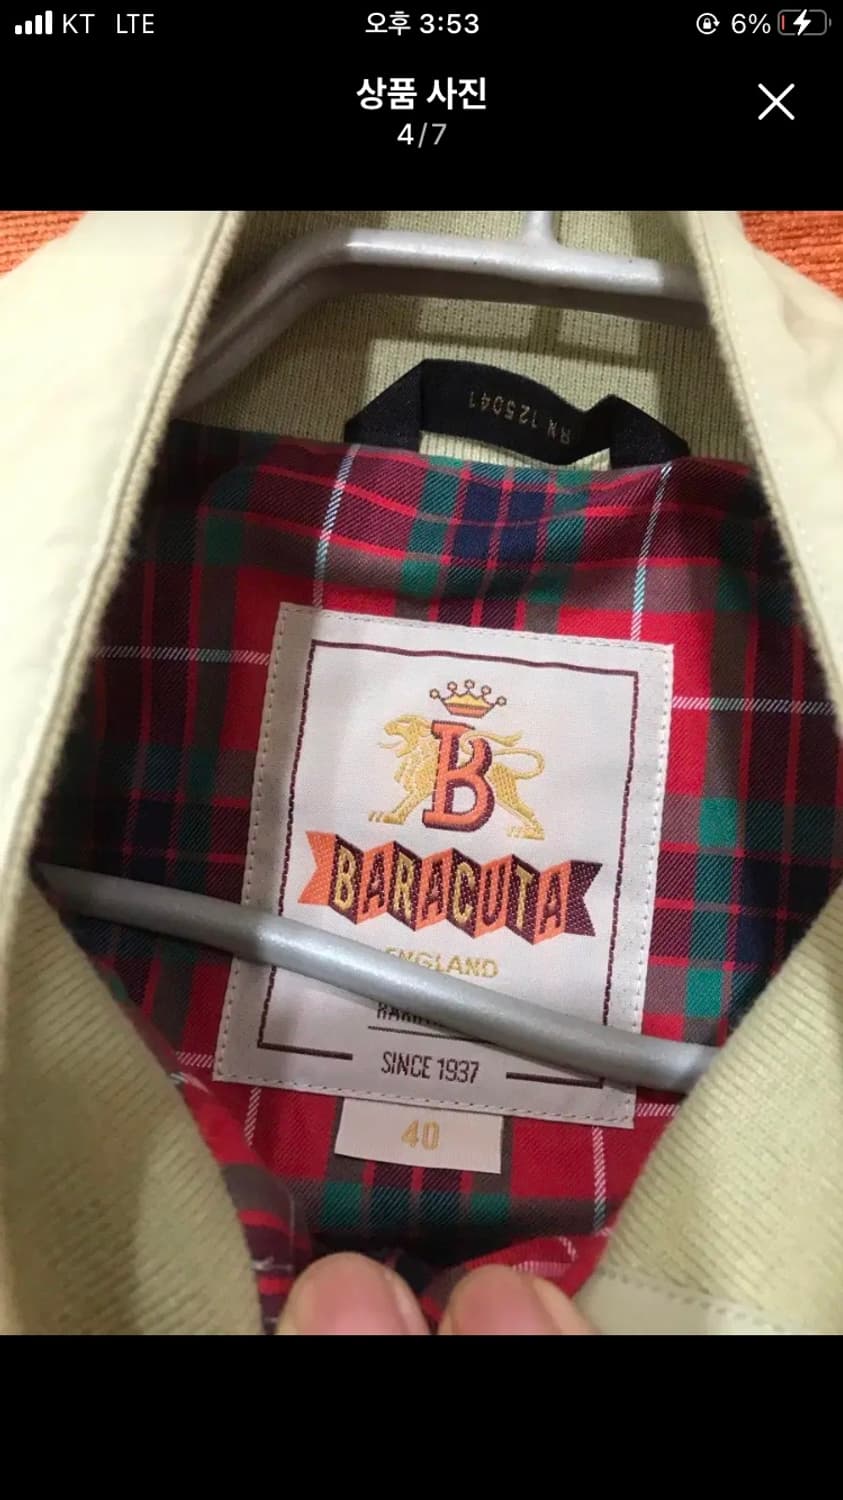 KT LTE
오후 3:53
6%
상품 사진
4/7
RN 125041
B
BARACUTA
ENGLAND
SINCE 1937
40